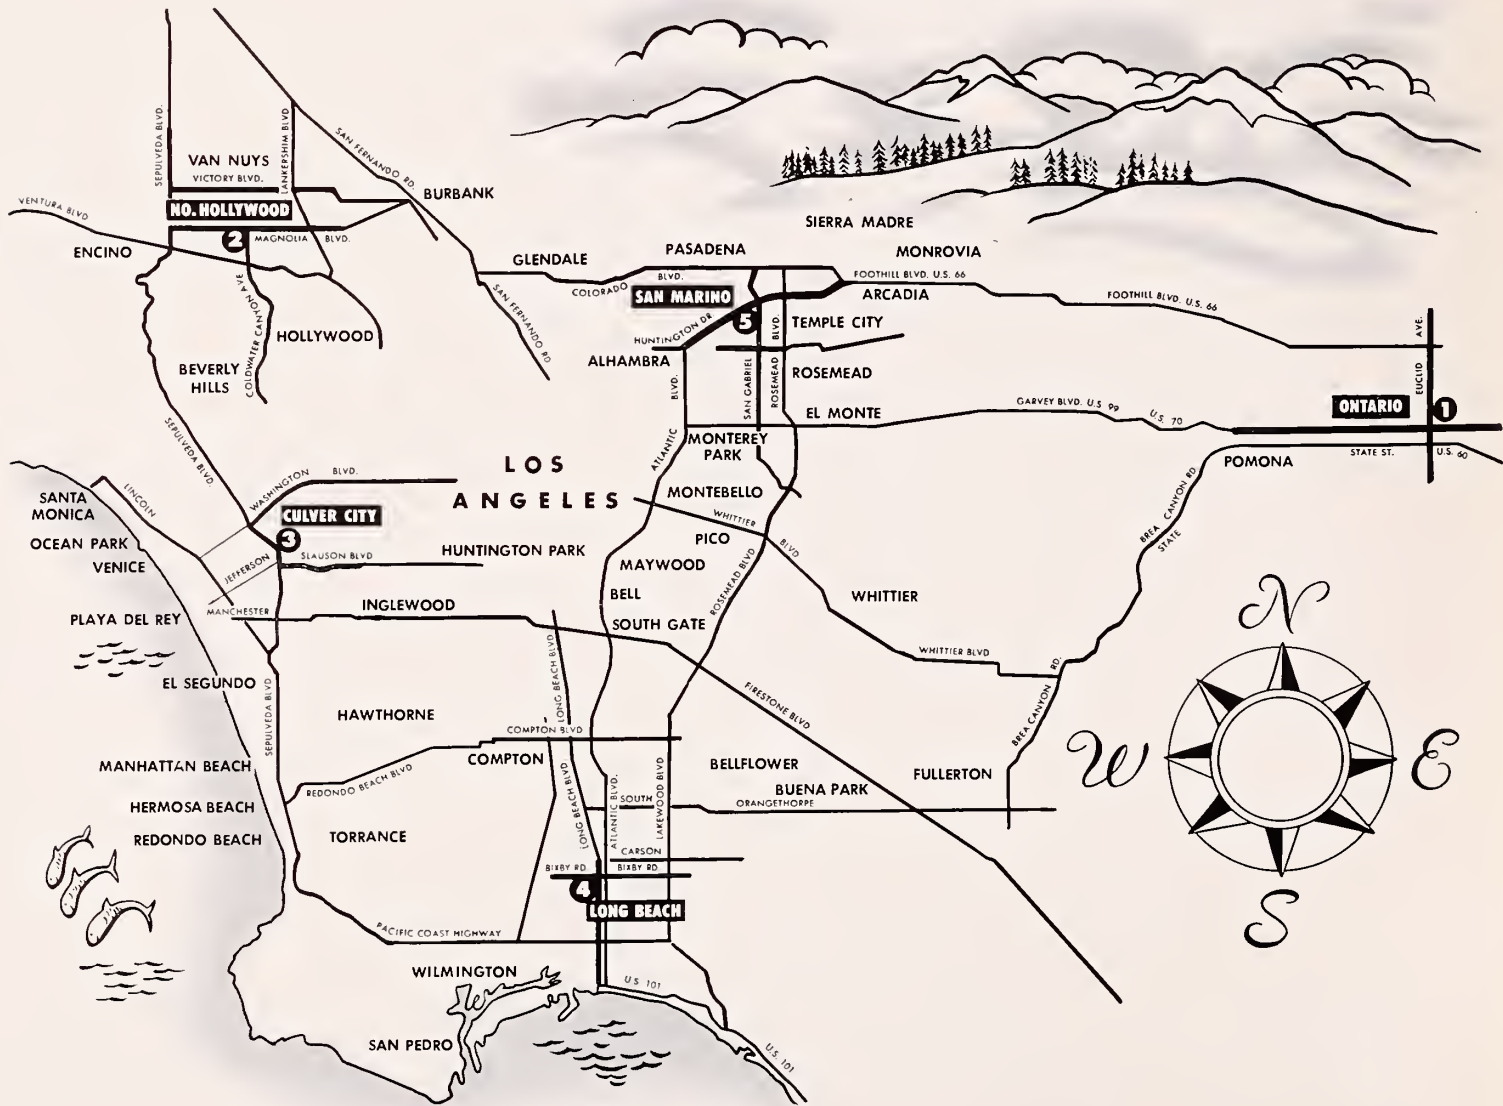 SEPULVEDA BLVD.
LANKERSHIM BLVD
SAN FERNANDO RD.
VAN NUYS
VICTORY BLVD.
BURBANK
VENTURA BLVD
NO. HOLLYWOOD
2
MAGNOLIA BLVD.
ENCINO
COLDWATER CANYON AVE
HOLLYWOOD
BEVERLY
HILLS
GLENDALE
COLORADO BLVD.
SAN FERNANDO RD
PASADENA
SIERRA MADRE
MONROVIA
FOOTHILL BLVD. U.S. 66
ARCADIA
FOOTHILL BLVD. U.S. 66
SAN MARINO
5
HUNTINGTON DR
TEMPLE CITY
ALHAMBRA
ROSEMEAD BLVD.
SAN GABRIEL
ROSEMEAD
EL MONTE
GARVEY BLVD. U.S 99
U.S. 70
EUCLID AVE.
ONTARIO
1
POMONA
STATE ST.
U.S. 60
ATLANTIC BLVD.
MONTEREY
PARK
SEPULVEDA BLVD.
LOS
ANGELES
MONTEBELLO
WASHINGTON BLVD.
SANTA
MONICA
LINCOLN
CULVER CITY
3
OCEAN PARK
VENICE
JEFFERSON
SLAUSON BLVD
HUNTINGTON PARK
WHITTIER BLVD
PICO
MAYWOOD
BELL
ROSEMEAD BLVD
BREA CANYON RD.
STATE
WHITTIER
PLAYA DEL REY
MANCHESTER
INGLEWOOD
SOUTH GATE
WHITTIER BLVD
N
EL SEGUNDO
SEPULVEDA BLVD
HAWTHORNE
LONG BEACH BLVD
FIRESTONE BLVD
BREA CANYON RD.
COMPTON BLVD
COMPTON
MANHATTAN BEACH
REDONDO BEACH BLVD
BELLFLOWER
FULLERTON
W
E
BUENA PARK
HERMOSA BEACH
LONG BEACH BLVD.
ATLANTIC BLVD.
SOUTH
LAKEWOOD BLVD
ORANGETHORPE
REDONDO BEACH
TORRANCE
CARSON
BIXBY RD.
BIXBY RD.
4
LONG BEACH
S
PACIFIC COAST HIGHWAY
WILMINGTON
U.S. 101
SAN PEDRO
U.S. 101